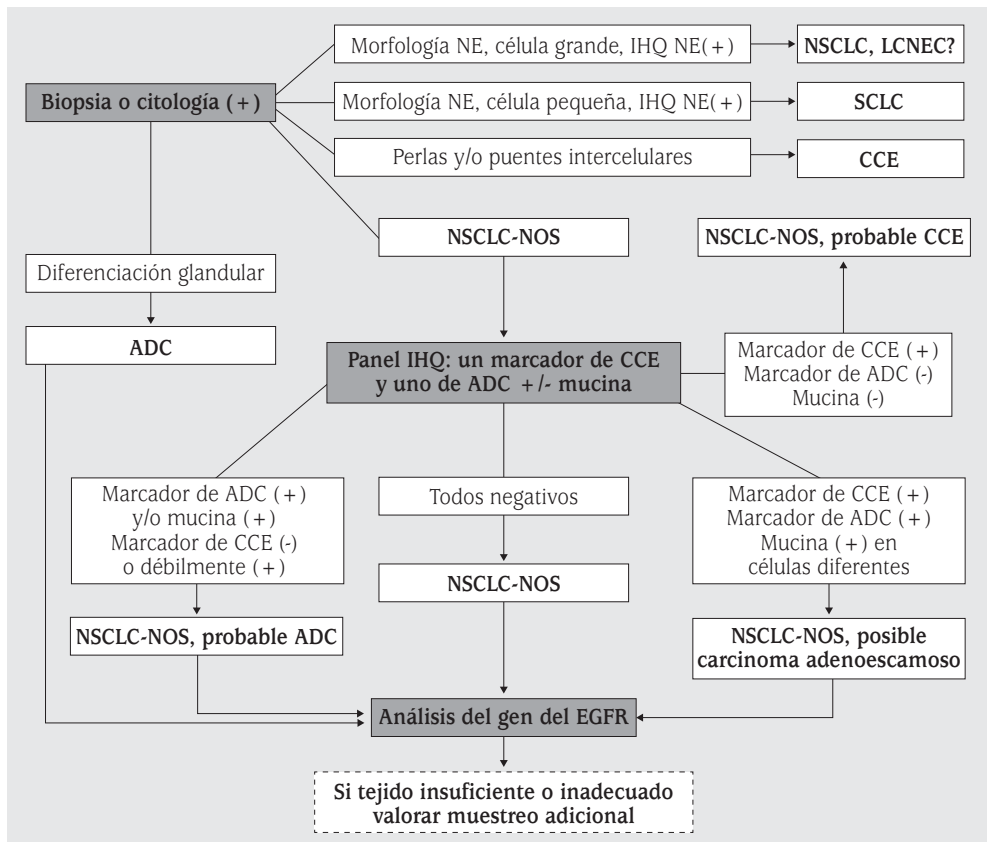 Morfología NE, célula grande, IHQ NE(+)
NSCLC, LCNEC?
Biopsia o citología (+)
Morfología NE, célula pequeña, IHQ NE(+)
SCLC
Perlas y/o puentes intercelulares
CCE
NSCLC-NOS
NSCLC-NOS, probable CCE
Diferenciación glandular
ADC
Panel IHQ: un marcador de CCE
y uno de ADC +/- mucina
Marcador de CCE (+)
Marcador de ADC (-)
Mucina (-)
Marcador de ADC (+)
y/o mucina (+)
Marcador de CCE (-)
o débilmente (+)
Todos negativos
Marcador de CCE (+)
Marcador de ADC (+)
Mucina (+) en
células diferentes
NSCLC-NOS
NSCLC-NOS, probable ADC
NSCLC-NOS, posible
carcinoma adenoescamoso
Análisis del gen del EGFR
Si tejido insuficiente o inadecuado
valorar muestreo adicional